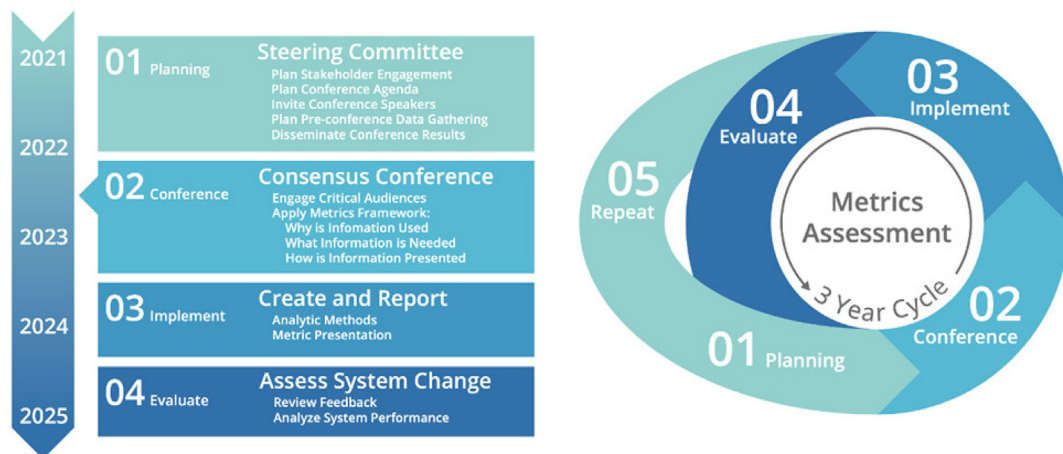 2021
2022
2023
2024
2025
01 Planning
Steering Committee
Plan Stakeholder Engagement
Plan Conference Agenda
Invite Conference Speakers
Plan Pre-conference Data Gathering
Disseminate Conference Results
02 Conference
Consensus Conference
Engage Critical Audiences
Apply Metrics Framework:
Why is Infomation Used
What Information is Needed
How is Information Presented
03 Implement
Create and Report
Analytic Methods
Metric Presentation
04 Evaluate
Assess System Change
Review Feedback
Analyze System Performance
03
Implement
04
Evaluate
05
Repeat
Metrics
Assessment
3 Year Cycle
02
Conference
01 Planning